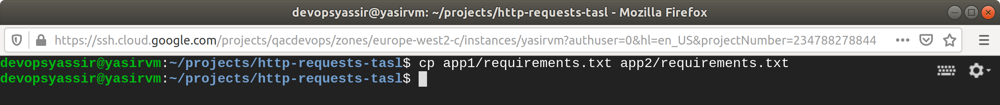 devopsyassir@yasirvm: ~/projects/http-requests-tasl - Mozilla Firefox
https://ssh.cloud.google.com/projects/qacdevops/zones/europe-west2-c/instances/yasirvm?authuser=0&hl=en_US&projectNumber=234788278844
devopsyassir@yasirvm:~/projects/http-requests-tasl$ cp app1/requirements.txt app2/requirements.txt
devopsyassir@yasirvm:~/projects/http-requests-tasl$